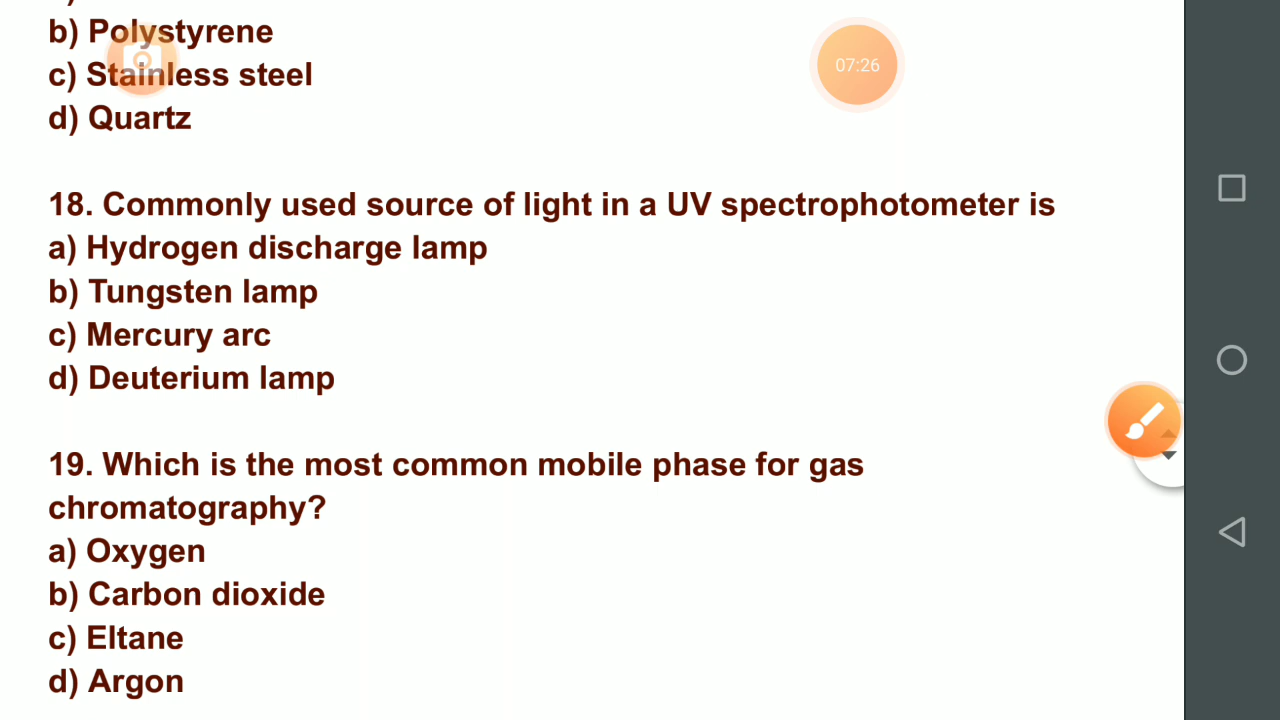 b) Polystyrene
07:26
c) Stainless steel
d) Quartz
18. Commonly used source of light in a UV spectrophotometer is
a) Hydrogen discharge lamp
b) Tungsten lamp
c) Mercury arc
d) Deuterium lamp
19. Which is the most common mobile phase for gas
chromatography?
a) Oxygen
b) Carbon dioxide
c) Eltane
d) Argon